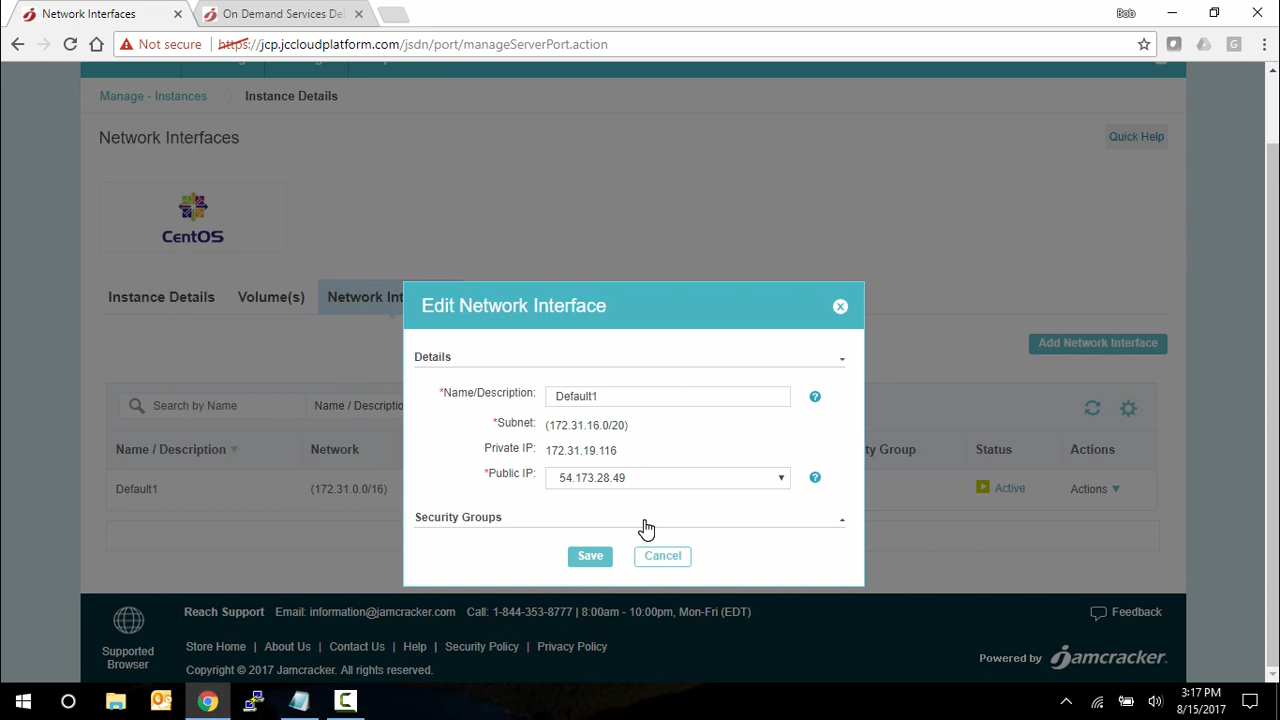 Network Interfaces
On Demand Services Del
Bob
Not secure
https://jcp.jccloudplatform.com/jsdn/port/manageServerPort.action
Manage - Instances
Instance Details
Network Interfaces
Quick Help
CentOS
Instance Details
Volume(s)
Network Int
Edit Network Interface
Details
Add Network Interface
*Name/Description:
Default1
?
Search by Name
Name / Descriptio
*Subnet:
(172.31.16.0/20)
Name / Description
Network
Private IP:
172.31.19.116
ty Group
Status
Actions
*Public IP:
54.173.28.49
?
Default1
(172.31.0.0/16)
Active
Actions
Security Groups
Save
Cancel
Reach Support Email: information@jamcracker.com Call: 1-844-353-8777 | 8:00am - 10:00pm, Mon-Fri (EDT)
Feedback
Store Home | About Us | Contact Us | Help | Security Policy | Privacy Policy
Supported
Browser
Powered by jamcracker.
Copyright © 2017 Jamcracker. All rights reserved.
3:17 PM
8/15/2017